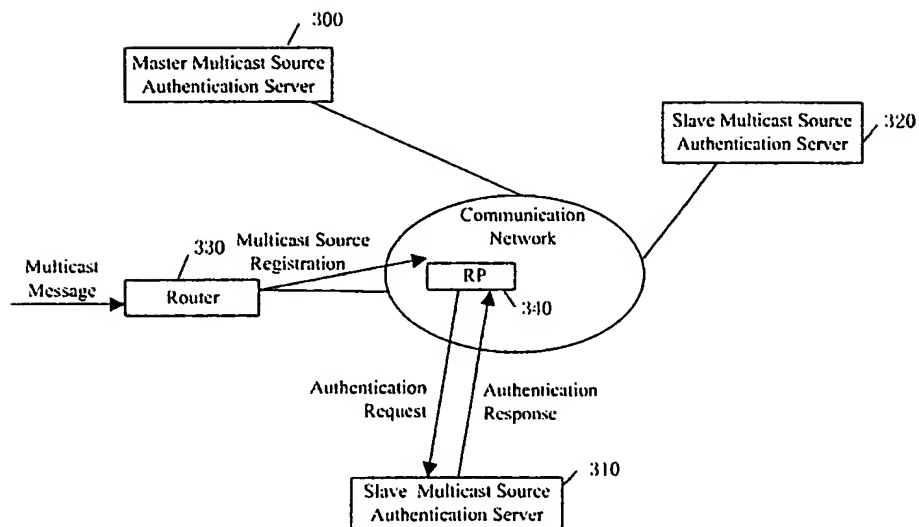 300
Master Multicast Source
Authentication Server
Slave Multicast Source
Authentication Server
320
Communication
Network
330
Multicast Source
Registration
Multicast
Message
Router
RP
340
Authentication
Request
Authentication
Response
310
Slave Multicast Source
Authentication Server